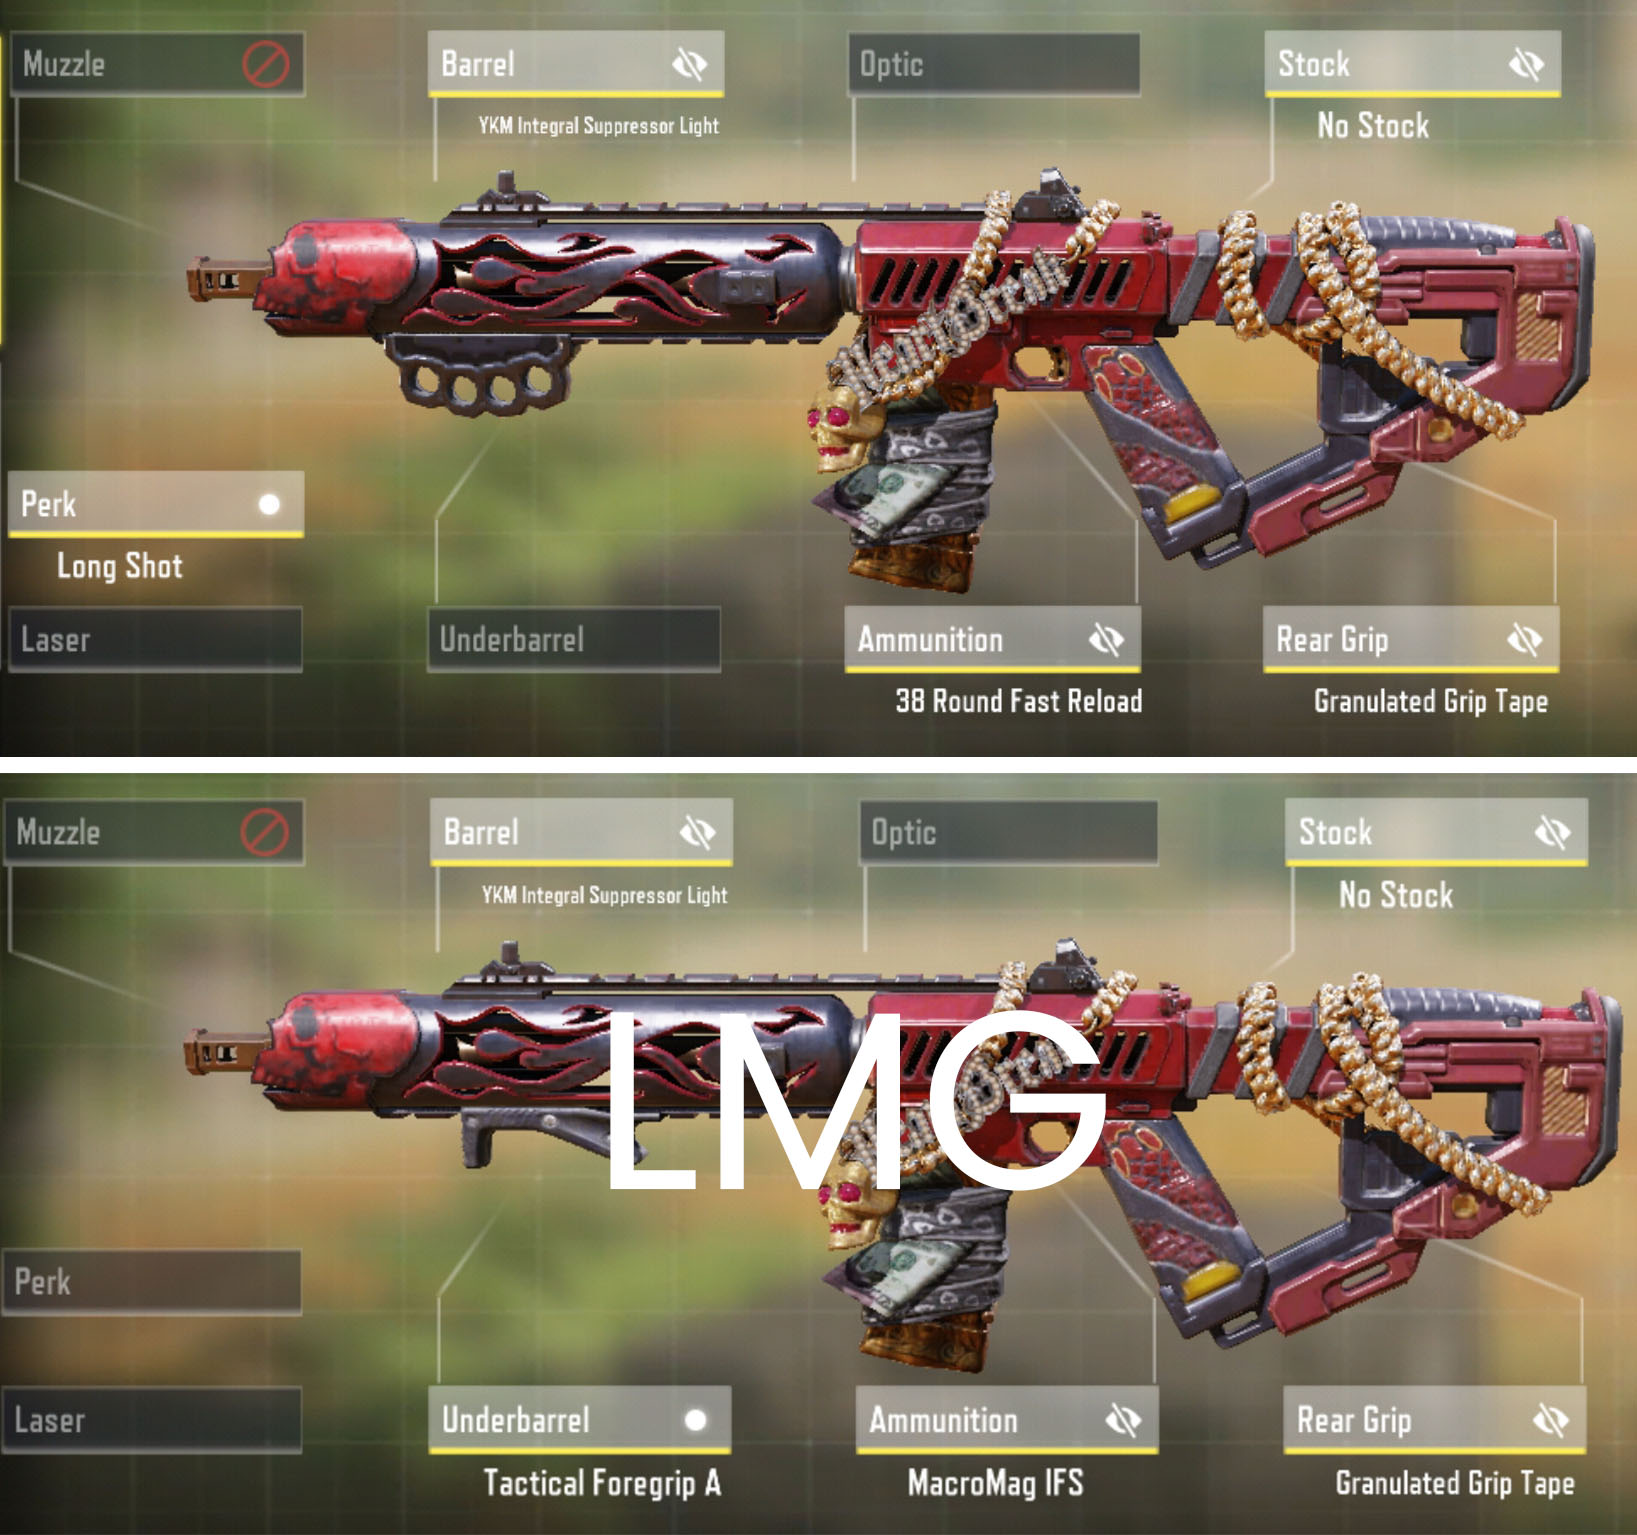 Muzzle
Barrel
Optic
Stock
YKM Integral Suppressor Light
No Stock
Perk
Long Shot
Laser
Underbarrel
Ammunition
Rear Grip
38 Round Fast Reload
Granulated Grip Tape
Muzzle
Barrel
Optic
Stock
YKM Integral Suppressor Light
No Stock
LMG
Perk
Laser
Underbarrel
Ammunition
Rear Grip
Tactical Foregrip A
MacroMag IFS
Granulated Grip Tape